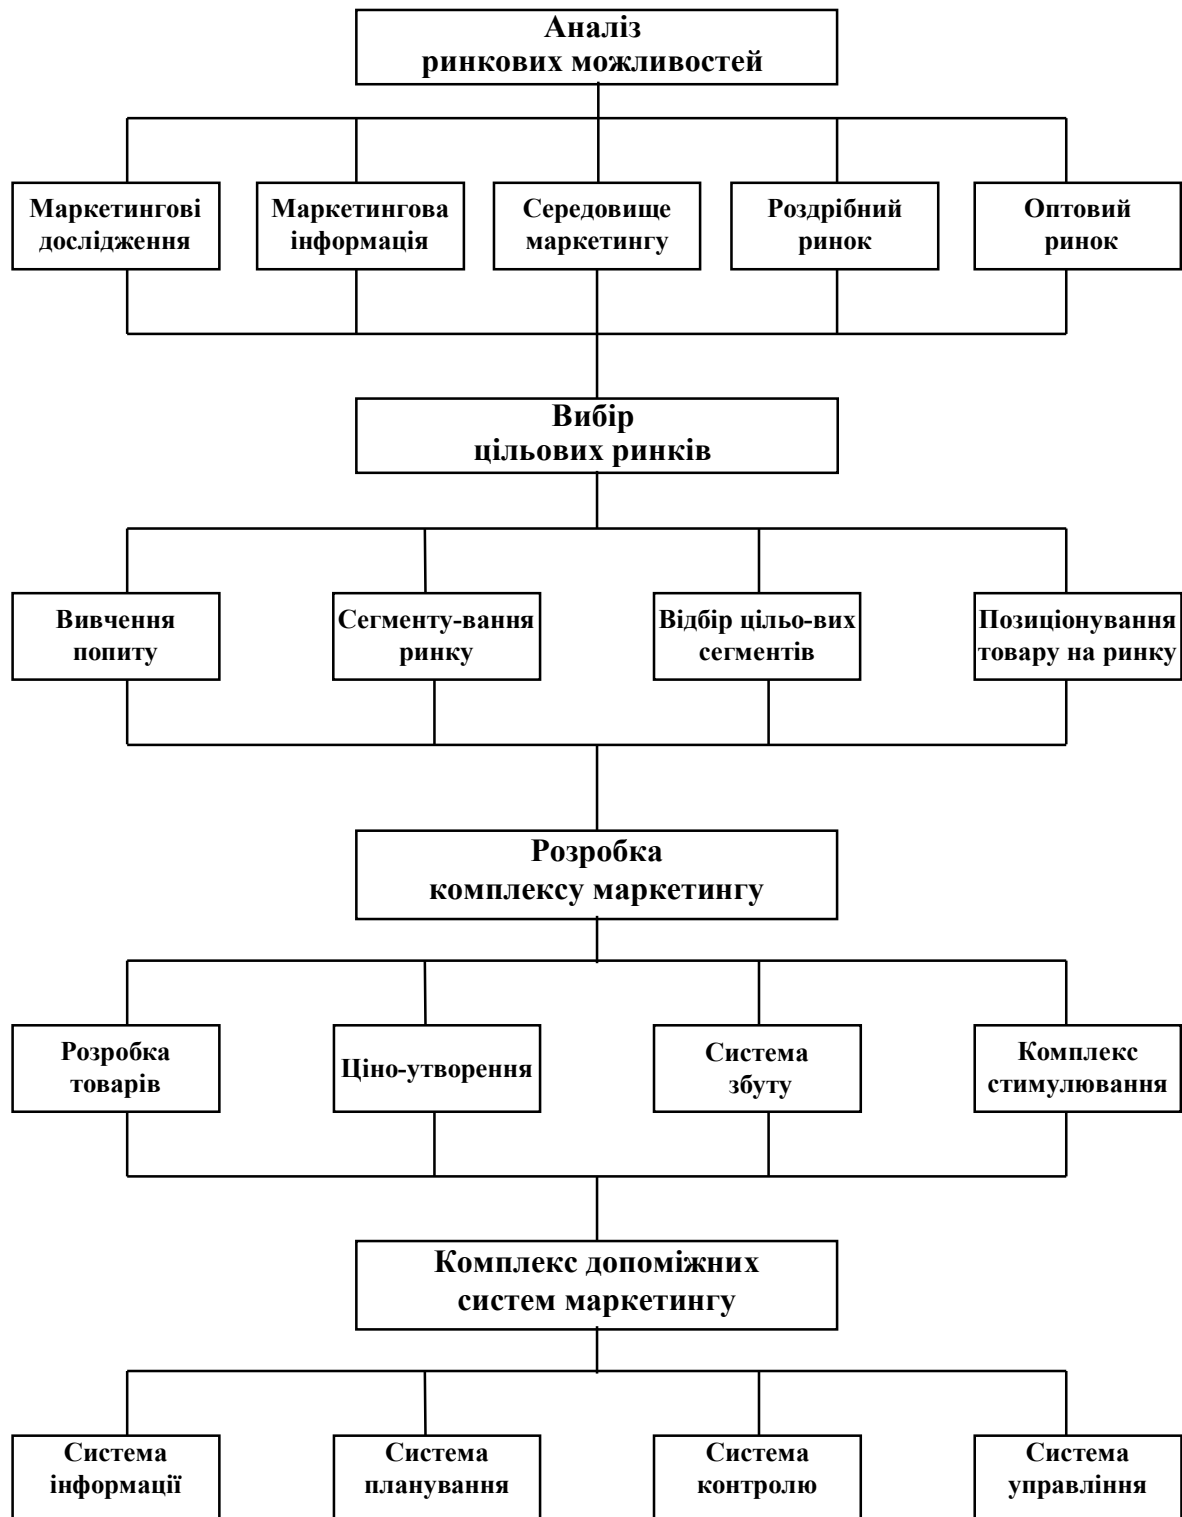 Аналіз
ринкових можливостей
Маркетингові
дослідження
Маркетингова
інформація
Середовище
маркетингу
Роздрібний
ринок
Оптовий
ринок
Вибір
цільових ринків
Вивчення
попиту
Сегменту-вання
ринку
Відбір цільо-вих
сегментів
Позиціонування
товару на ринку
Розробка
комплексу маркетингу
Розробка
товарів
Ціно-утворення
Система
збуту
Комплекс
стимулювання
Комплекс допоміжних
систем маркетингу
Система
інформації
Система
планування
Система
контролю
Система
управління